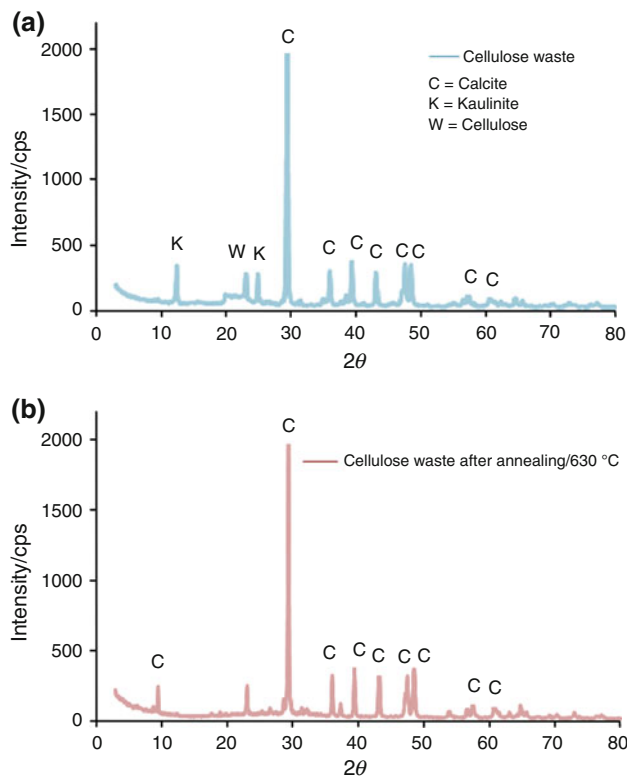 (a)
C
2000
Cellulose waste
C = Calcite
K = Kaulinite
W = Cellulose
1500
Intensity/cps
1000
500
K W K C C C C C C C
0
0 10 20 30 40 50 60 70 80
2θ
(b)
C
2000
Cellulose waste after annealing/630 °C
1500
Intensity/cps
1000
500
C C C C C C C C
0
0 10 20 30 40 50 60 70 80
2θ